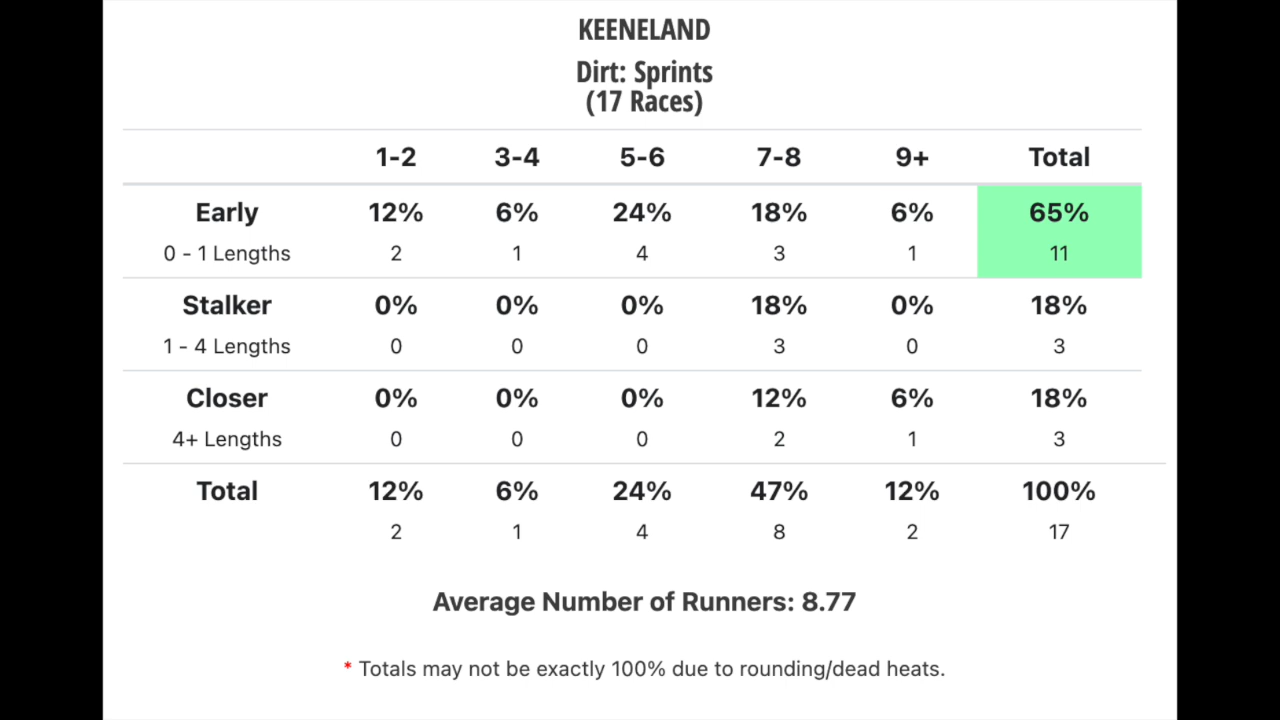 KEENELAND
Dirt: Sprints
(17 Races)
1-2 3-4 5-6 7-8 9+ Total
Early 12% 6% 24% 18% 6% 65%
0 - 1 Lengths 2 1 4 3 1 11
Stalker 0% 0% 0% 18% 0% 18%
1 - 4 Lengths 0 0 0 3 0 3
Closer 0% 0% 0% 12% 6% 18%
4+ Lengths 0 0 0 2 1 3
Total 12% 6% 24% 47% 12% 100%
2 1 4 8 2 17
Average Number of Runners: 8.77
* Totals may not be exactly 100% due to rounding/dead heats.